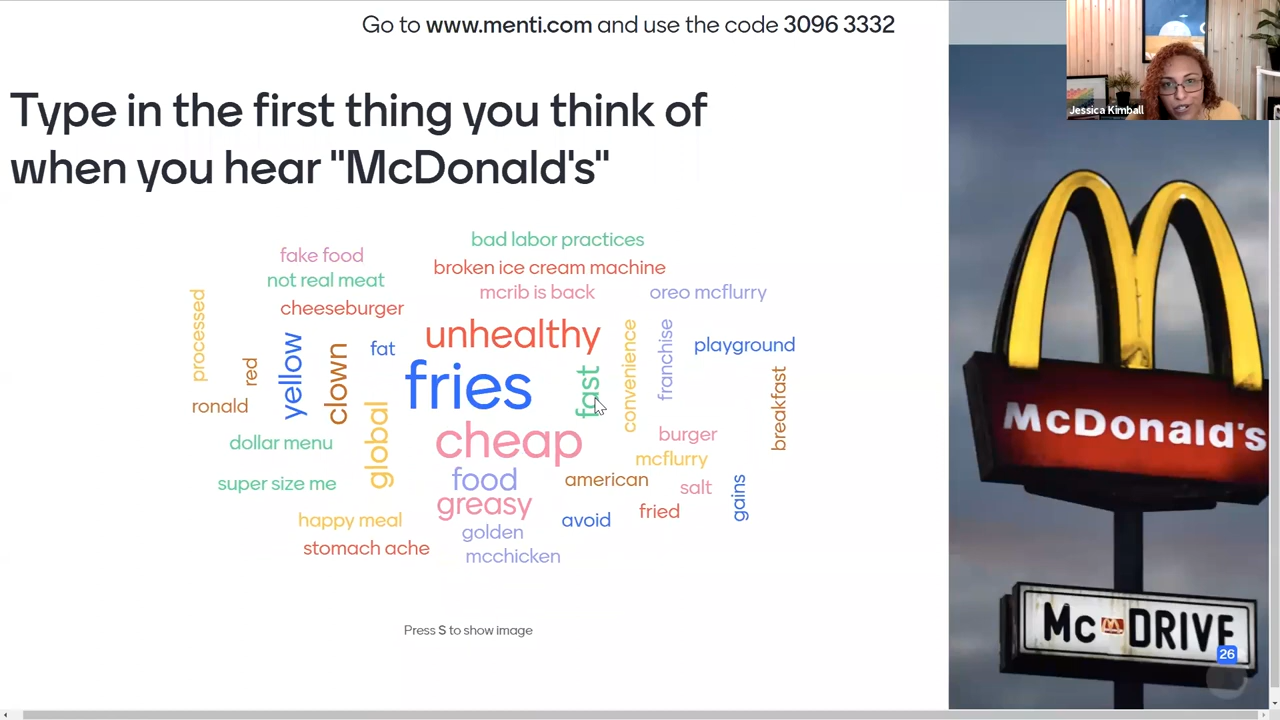 Go to www.menti.com and use the code 3096 3332
Jessica Kimball
Type in the first thing you think of
when you hear "McDonald's"
bad labor practices
fake food
broken ice cream machine
not real meat
mcrib is back
oreo mcflurry
processed
cheeseburger
unhealthy
convenience
franchise
playground
red
yellow
clown
fat
fries
fast
breakfast
ronald
global
dollar menu
cheap
burger
mcflurry
super size me
food
american
salt
gains
greasy
happy meal
avoid
fried
golden
stomach ache
mcchicken
Press S to show image
McDonald's
Mc DRIVE
26